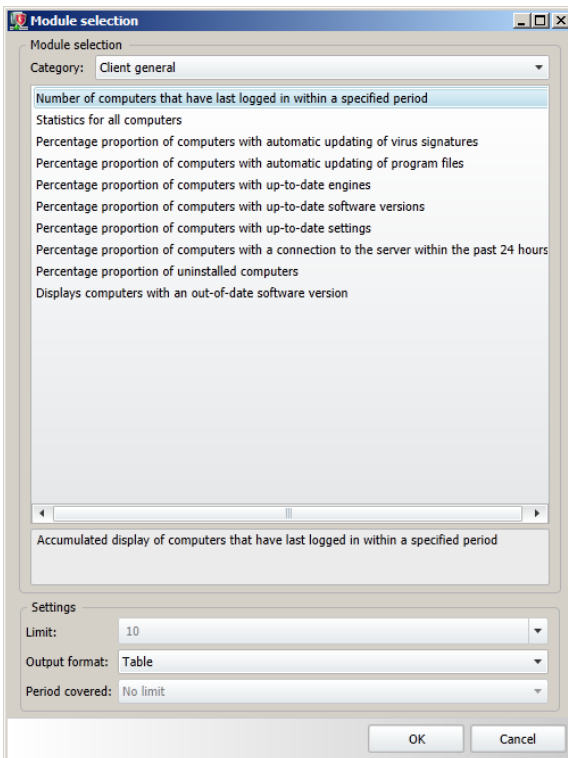 Module selection
Module selection
Category: Client general
Number of computers that have last logged in within a specified period
Statistics for all computers
Percentage proportion of computers with automatic updating of virus signatures
Percentage proportion of computers with automatic updating of program files
Percentage proportion of computers with up-to-date engines
Percentage proportion of computers with up-to-date software versions
Percentage proportion of computers with up-to-date settings
Percentage proportion of computers with a connection to the server within the past 24 hours
Percentage proportion of uninstalled computers
Displays computers with an out-of-date software version
Accumulated display of computers that have last logged in within a specified period
Settings
Limit: 10
Output format: Table
Period covered: No limit
OK Cancel